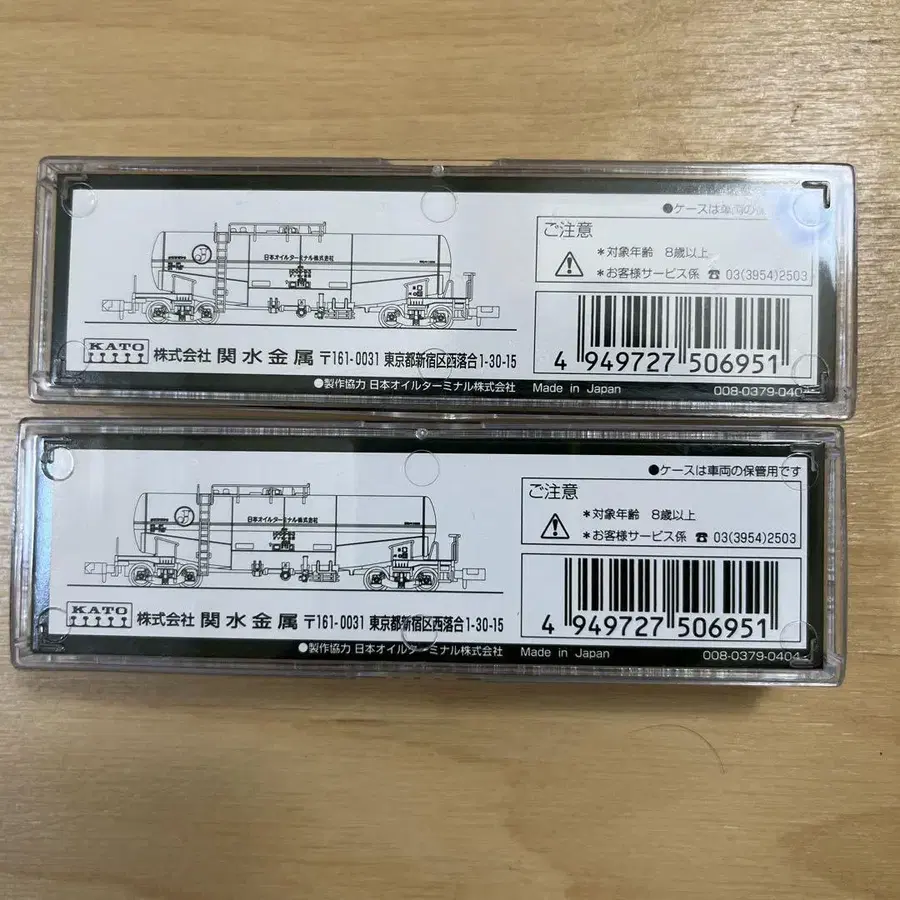 ●ケースは車両の保
日本オイルターミナル株式会社
ご注意
*対象年齢 8歳以上
*お客様サービス係 ☎ 03(3954)2503
4 949727 506951
KATO 株式会社 関水金属 〒161-0031 東京都新宿区西落合1-30-15
●製作協力 日本オイルターミナル株式会社 Made in Japan 008-0379-040
●ケースは車両の保管用です
日本オイルターミナル株式会社
ご注意
*対象年齢 8歳以上
*お客様サービス係 ☎ 03(3954)2503
4 949727 506951
KATO 株式会社 関水金属 〒161-0031 東京都新宿区西落合1-30-15
●製作協力 日本オイルターミナル株式会社 Made in Japan 008-0379-0404